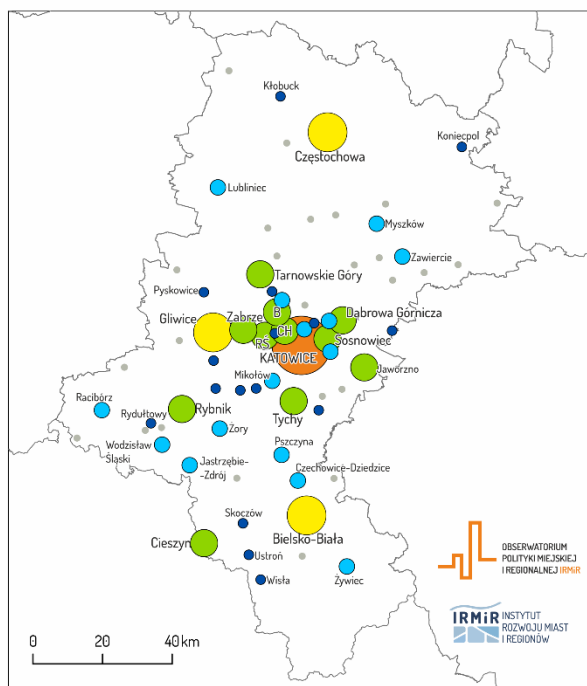 Kłobuck
Koniecpol
Częstochowa
Lubliniec
Myszków
Zawiercie
Tarnowskie Góry
Pyskowice
Gliwice
Zabrze
B
Dąbrowa Górnicza
CH
RŚ
Sosnowiec
KATOWICE
Jaworzno
Mikołów
Racibórz
Rydułtowy
Rybnik
Tychy
Żory
Wodzisław
Śląski
Pszczyna
Jastrzębie-
-Zdrój
Czechowice-Dziedzice
Skoczów
Bielsko-Biała
Cieszyn
Ustroń
Wisła
Żywiec
OBSERWATORIUM
POLITYKI MIEJSKIEJ
I REGIONALNEJ IRMiR
IRMiR
INSTYTUT
ROZWOJU MIAST
I REGIONÓW
0 20 40 km